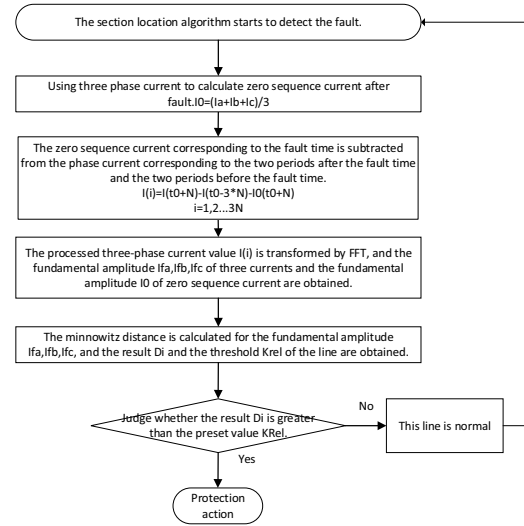 The section location algorithm starts to detect the fault.
Using three phase current to calculate zero sequence current after
fault.I0=(Ia+Ib+Ic)/3
The zero sequence current corresponding to the fault time is subtracted
from the phase current corresponding to the two periods after the fault time
and the two periods before the fault time.
I(i)=I(t0+N)-I(t0-3*N)-I0(t0+N)
i=1,2...3N
The processed three-phase current value I(i) is transformed by FFT, and the
fundamental amplitude Ifa,Ifb,Ifc of three currents and the fundamental
amplitude I0 of zero sequence current are obtained.
The minnowitz distance is calculated for the fundamental amplitude
Ifa,Ifb,Ifc, and the result Di and the threshold Krel of the line are obtained.
Judge whether the result Di is greater
than the preset value KRel.
No
This line is normal
Yes
Protection
action